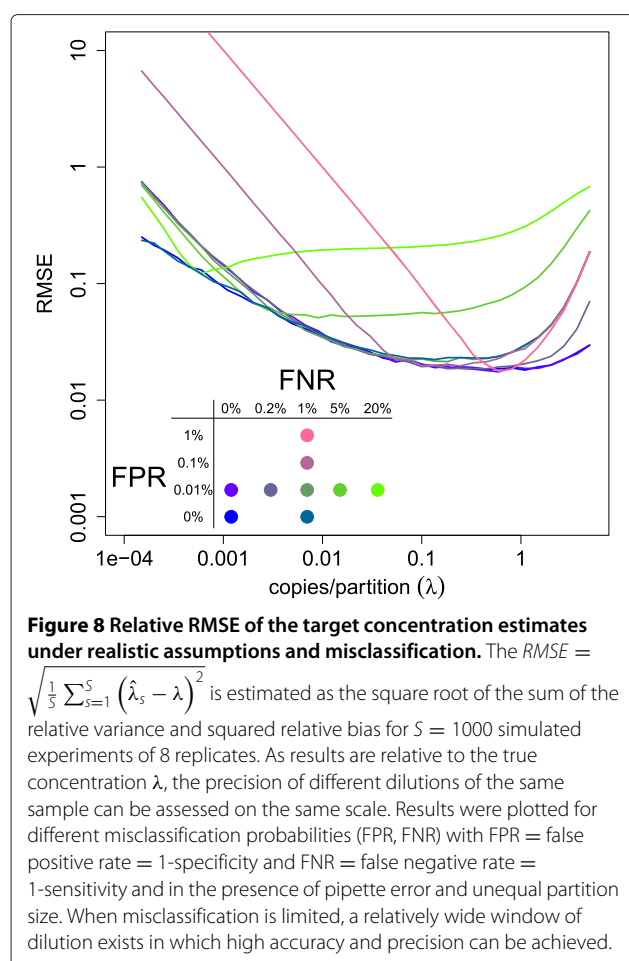 10
1
0.1
0.01
0.001
RMSE
FNR
0% 0.2% 1% 5% 20%
1%
0.1%
FPR
0.01%
0%
1e−04 0.001 0.01 0.1 1
copies/partition (λ)
Figure 8 Relative RMSE of the target concentration estimates
under realistic assumptions and misclassification. The RMSE =
√(1/S ∑_{s=1}^{S} (λ̂_s − λ)²) is estimated as the square root of the sum of the
relative variance and squared relative bias for S = 1000 simulated
experiments of 8 replicates. As results are relative to the true
concentration λ, the precision of different dilutions of the same
sample can be assessed on the same scale. Results were plotted for
different misclassification probabilities (FPR, FNR) with FPR = false
positive rate = 1-specificity and FNR = false negative rate =
1-sensitivity and in the presence of pipette error and unequal partition
size. When misclassification is limited, a relatively wide window of
dilution exists in which high accuracy and precision can be achieved.